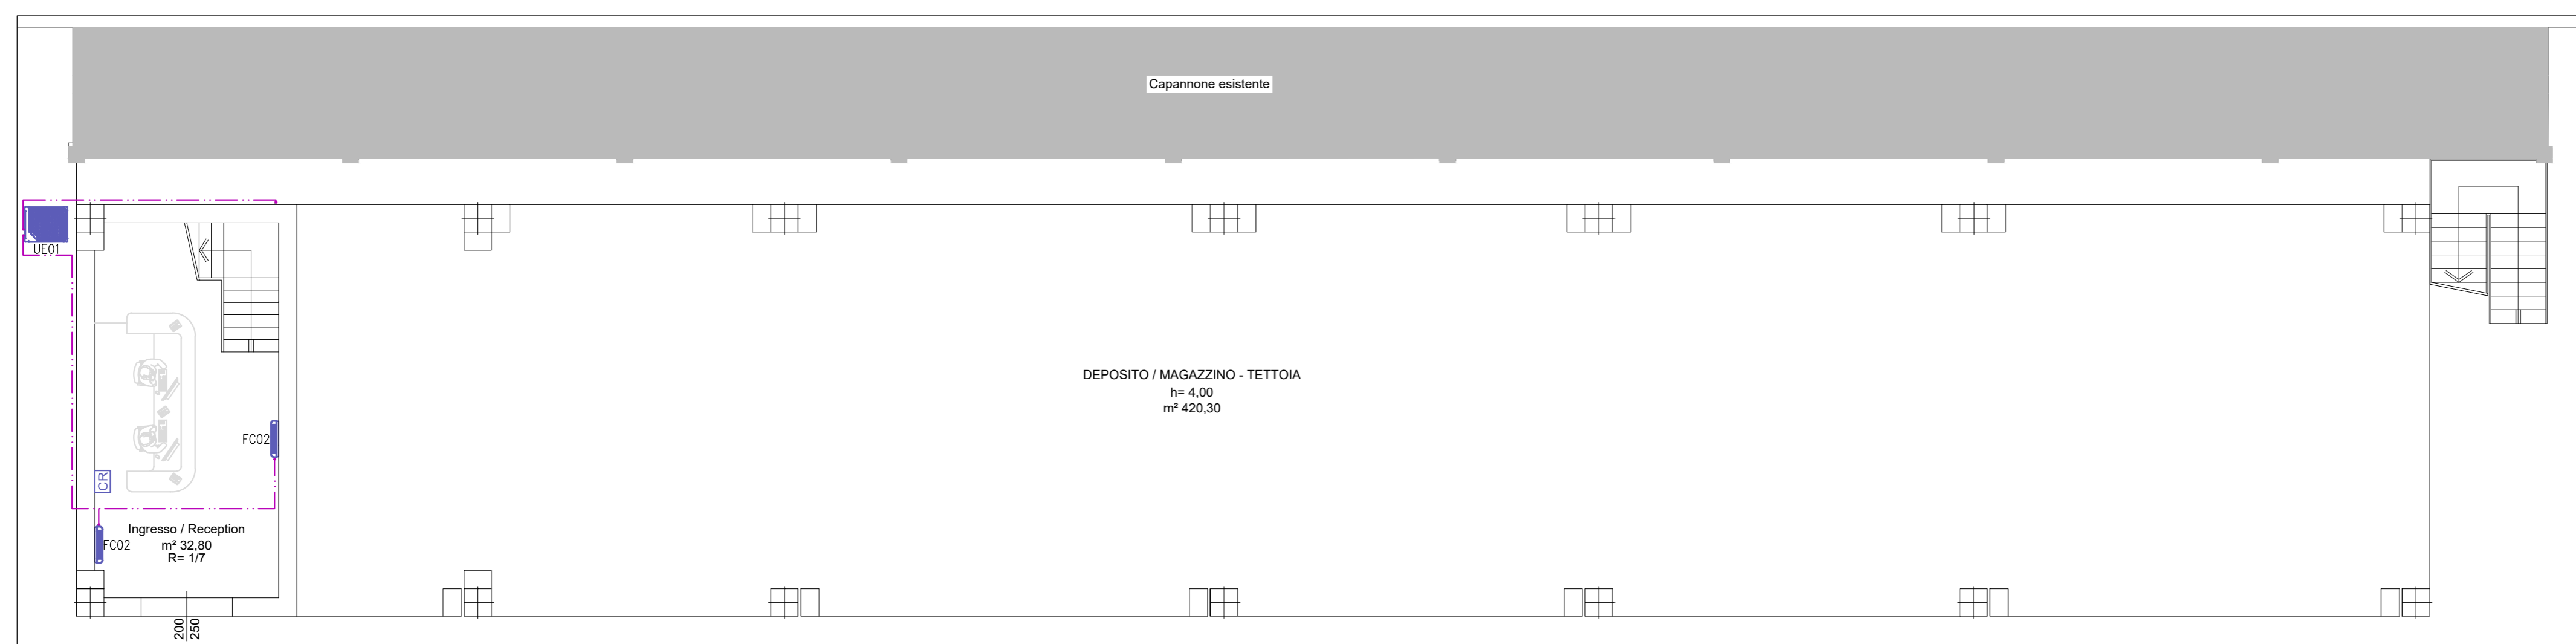 Capannone esistente
UE01
DEPOSITO / MAGAZZINO - TETTOIA
h= 4,00
m² 420,30
FC02
CR
Ingresso / Reception
FC02
m² 32,80
R= 1/7
200
250